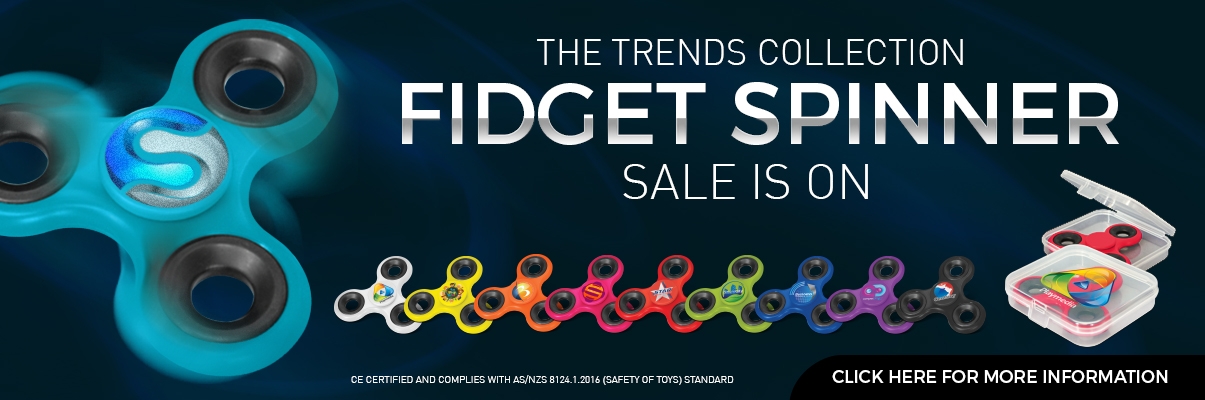 THE TRENDS COLLECTION
FIDGET SPINNER
SALE IS ON
Playmedia
CE CERTIFIED AND COMPLIES WITH AS/NZS 8124.1.2016 (SAFETY OF TOYS) STANDARD
CLICK HERE FOR MORE INFORMATION